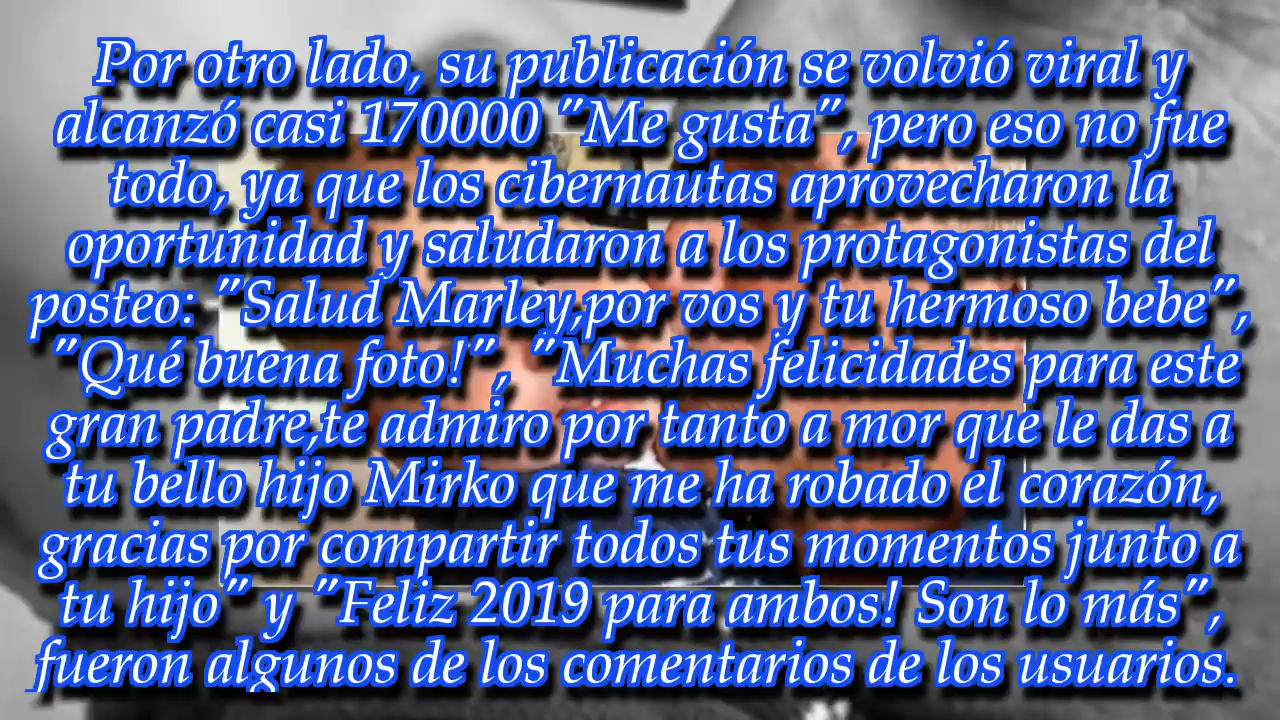 Por otro lado, su publicación se volvió viral y
alcanzó casi 170000 "Me gusta", pero eso no fue
todo, ya que los cibernautas aprovecharon la
oportunidad y saludaron a los protagonistas del
posteo: "Salud Marley,por vos y tu hermoso bebe",
"Qué buena foto!", "Muchas felicidades para este
gran padre,te admiro por tanto a mor que le das a
tu bello hijo Mirko que me ha robado el corazón,
gracias por compartir todos tus momentos junto a
tu hijo" y "Feliz 2019 para ambos! Son lo más",
fueron algunos de los comentarios de los usuarios.